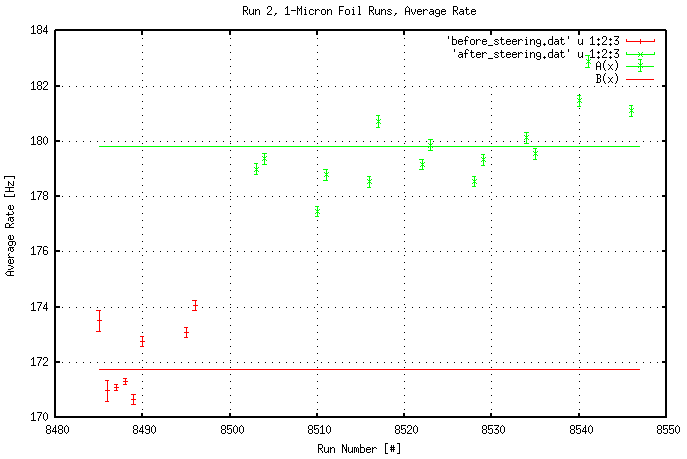 Run 2, 1-Micron Foil Runs, Average Rate
'before_steering.dat' u 1:2:3
'after_steering.dat' u 1:2:3
A(x)
B(x)
Average Rate [Hz]
184
182
180
178
176
174
172
170
8480 8490 8500 8510 8520 8530 8540 8550
Run Number [#]